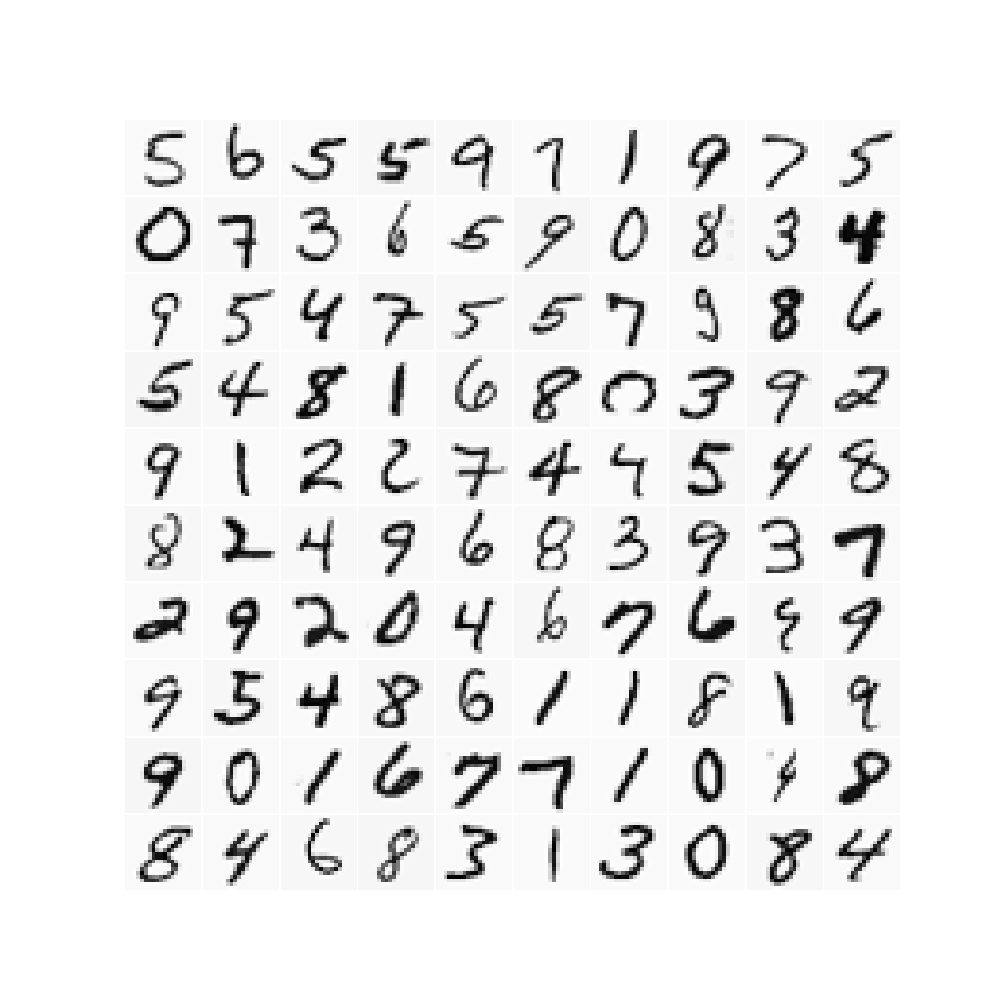 5 6 5 5 9 7 1 9 7 5
0 7 3 6 5 9 0 8 3 4
9 5 4 7 5 5 7 9 8 6
5 4 8 1 6 8 0 3 9 2
9 1 2 2 7 4 4 5 4 8
8 2 4 9 6 8 3 9 3 7
2 9 2 0 4 6 7 6 9 9
9 5 4 8 6 1 1 8 1 9
9 0 1 6 7 7 1 0 8
8 4 6 8 3 1 3 0 8 4